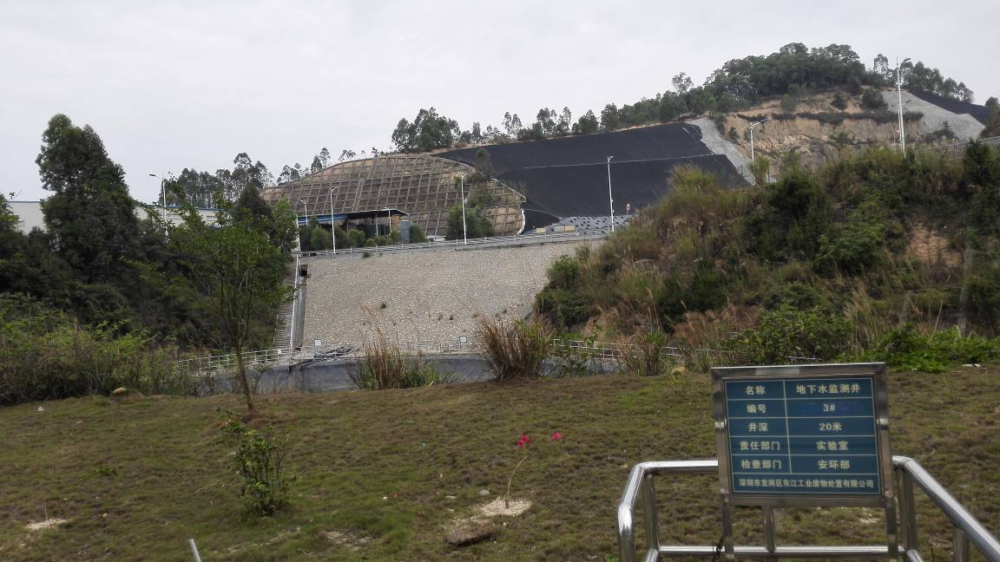 名称 地下水监测井
编号 3#
井深 20米
责任部门 实验室
检查部门 安环部
深圳市龙岗区东江工业废物处置有限公司